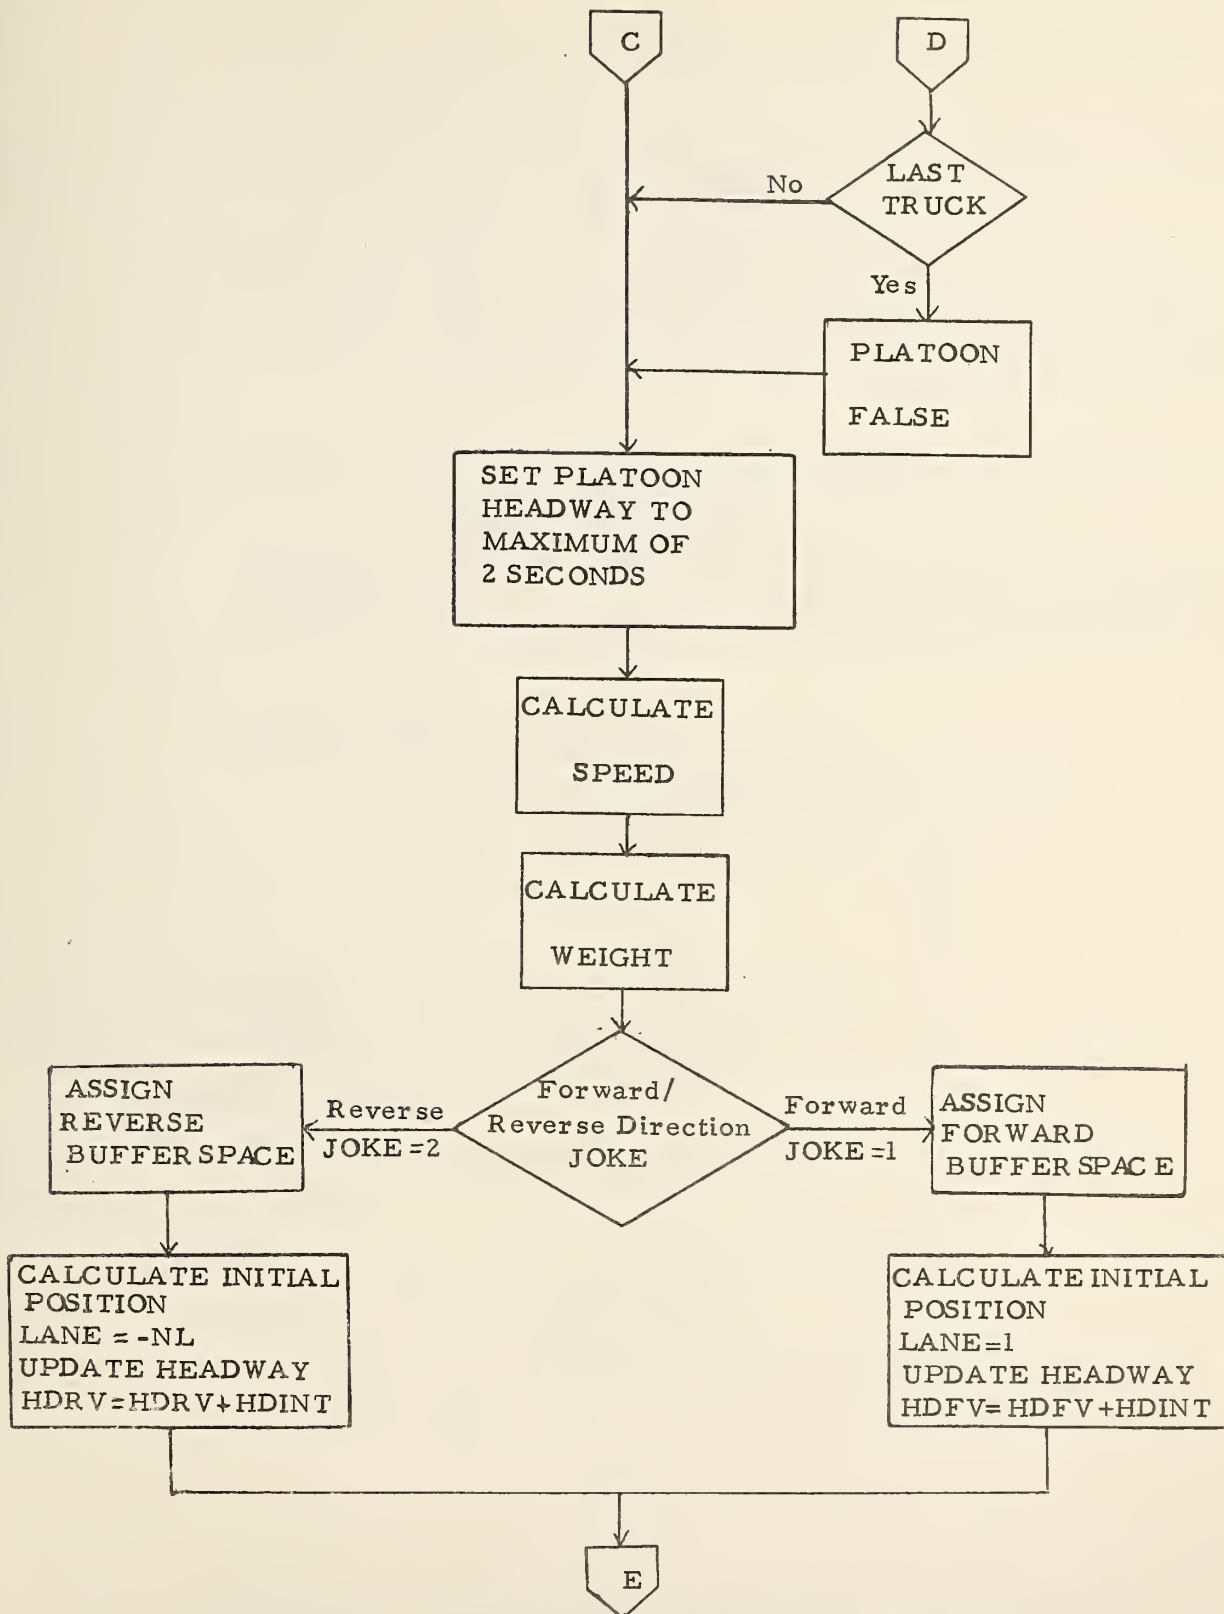 C
D
LAST
TRUCK
No
Yes
PLATOON
FALSE
SET PLATOON
HEADWAY TO
MAXIMUM OF
2 SECONDS
CALCULATE
SPEED
CALCULATE
WEIGHT
Forward/
Reverse Direction
JOKE
Reverse
JOKE=2
Forward
JOKE=1
ASSIGN
REVERSE
BUFFER SPACE
ASSIGN
FORWARD
BUFFER SPACE
CALCULATE INITIAL
POSITION
LANE = -NL
UPDATE HEADWAY
HDRV=HDRV+HDINT
CALCULATE INITIAL
POSITION
LANE=1
UPDATE HEADWAY
HDFV=HDFV+HDINT
E